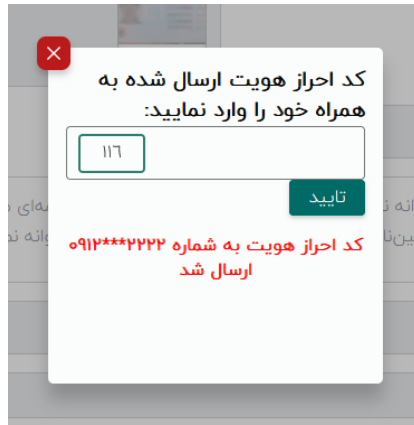 کد احراز هویت ارسال شده به
همراه خود را وارد نمایید:
۱۱٦
تایید
کد احراز هویت به شماره ۰۹۱۲***۲۲۲۲
ارسال شد